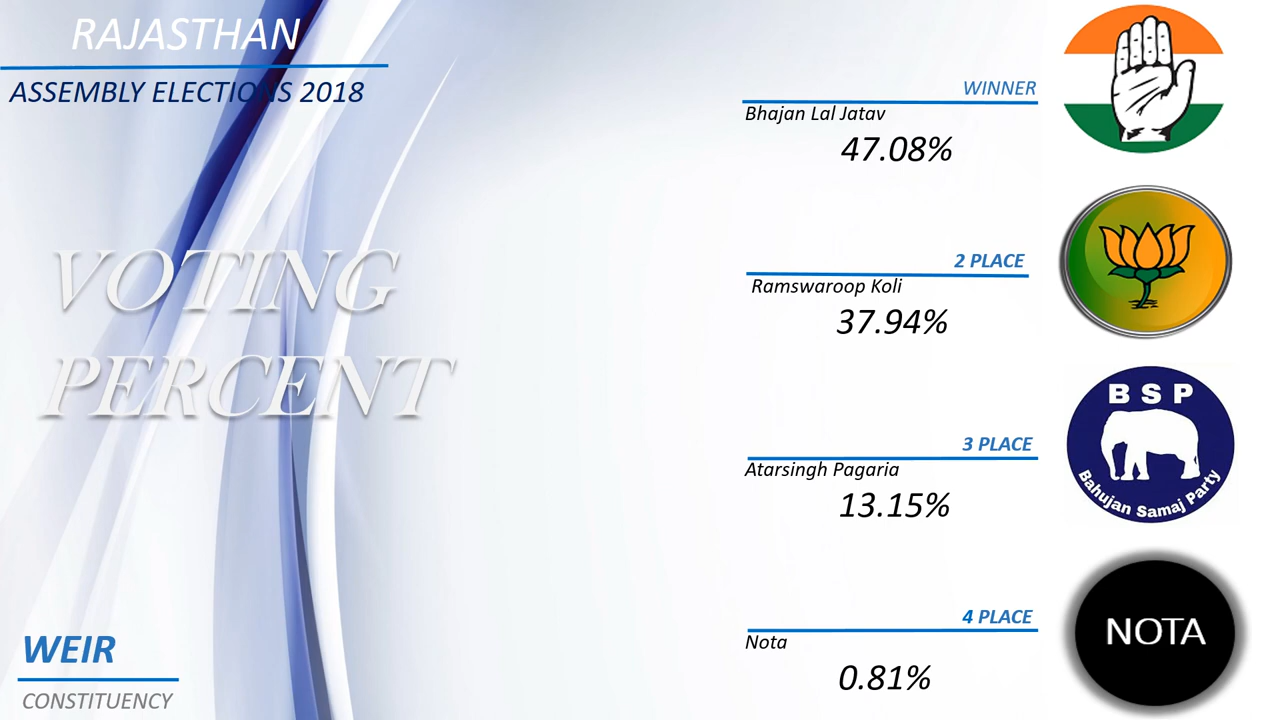 RAJASTHAN
ASSEMBLY ELECTIONS 2018
VOTING
PERCENT
WEIR
CONSTITUENCY
WINNER
Bhajan Lal Jatav
47.08%
2 PLACE
Ramswaroop Koli
37.94%
3 PLACE
Atarsingh Pagaria
13.15%
4 PLACE
Nota
0.81%
BSP
Bahujan Samaj Party
NOTA